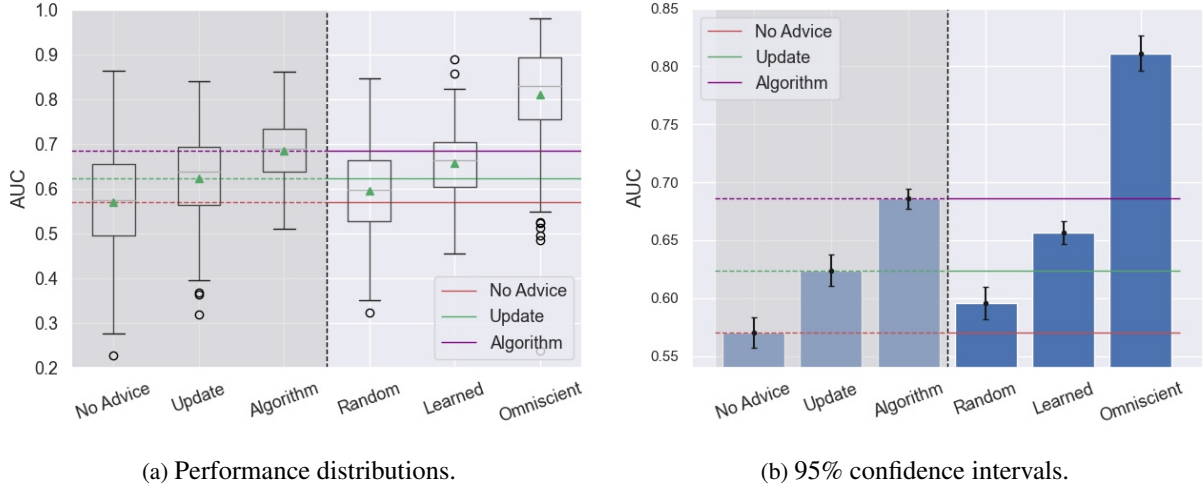 1.0
0.9
0.8
0.7
0.6
0.5
0.4
0.3
0.2
AUC
No Advice
Update
Algorithm
No Advice
Update
Algorithm
Random
Learned
Omniscient
(a) Performance distributions.
0.85
0.80
0.75
0.70
0.65
0.60
0.55
AUC
No Advice
Update
Algorithm
No Advice
Update
Algorithm
Random
Learned
Omniscient
(b) 95% confidence intervals.